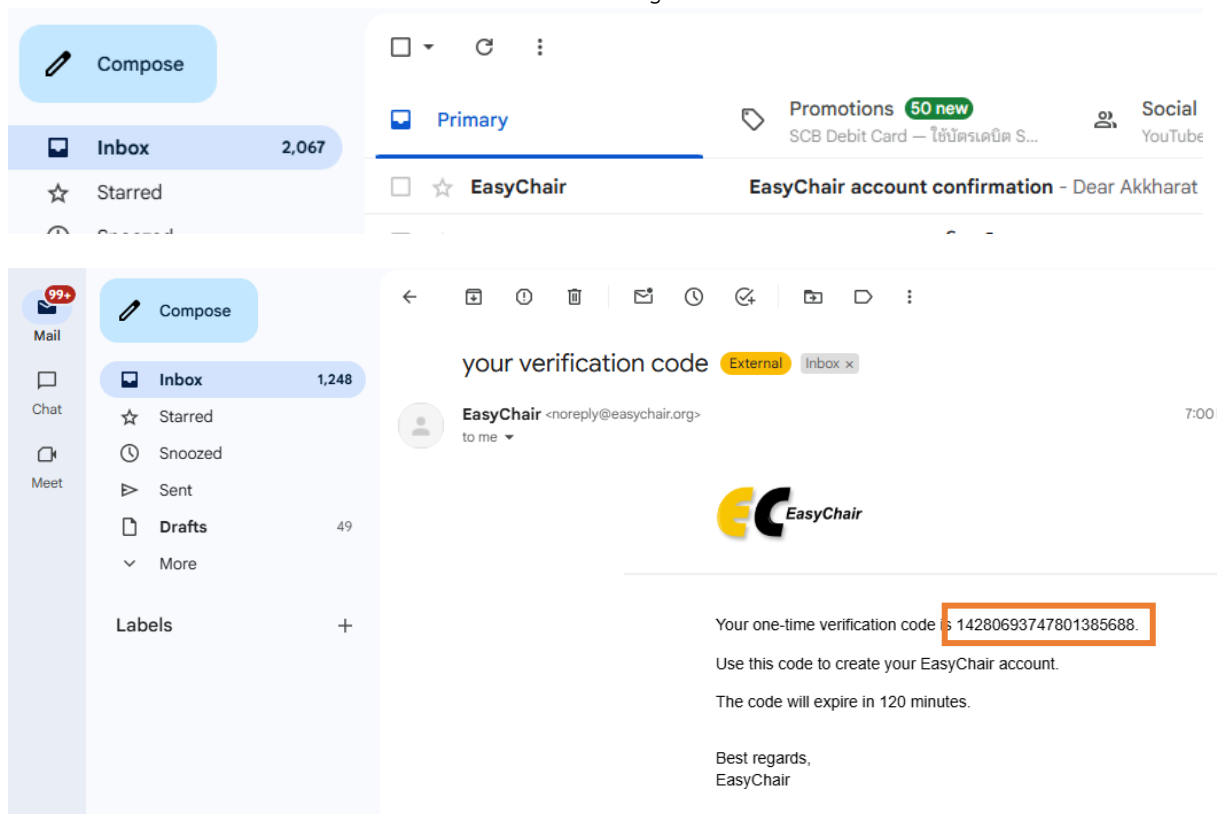 Compose
Primary
Promotions 50 new
Social
SCB Debit Card — ใช้บัตรเดบิต S...
YouTube
Inbox 2,067
Starred
EasyChair EasyChair account confirmation - Dear Akkharat
99+
Mail
Chat
Meet
Compose
Inbox 1,248
Starred
Snoozed
Sent
Drafts 49
More
Labels
your verification code External Inbox ×
EasyChair <noreply@easychair.org> 7:00
to me
EC EasyChair
Your one-time verification code is 14280693747801385688.
Use this code to create your EasyChair account.
The code will expire in 120 minutes.
Best regards,
EasyChair